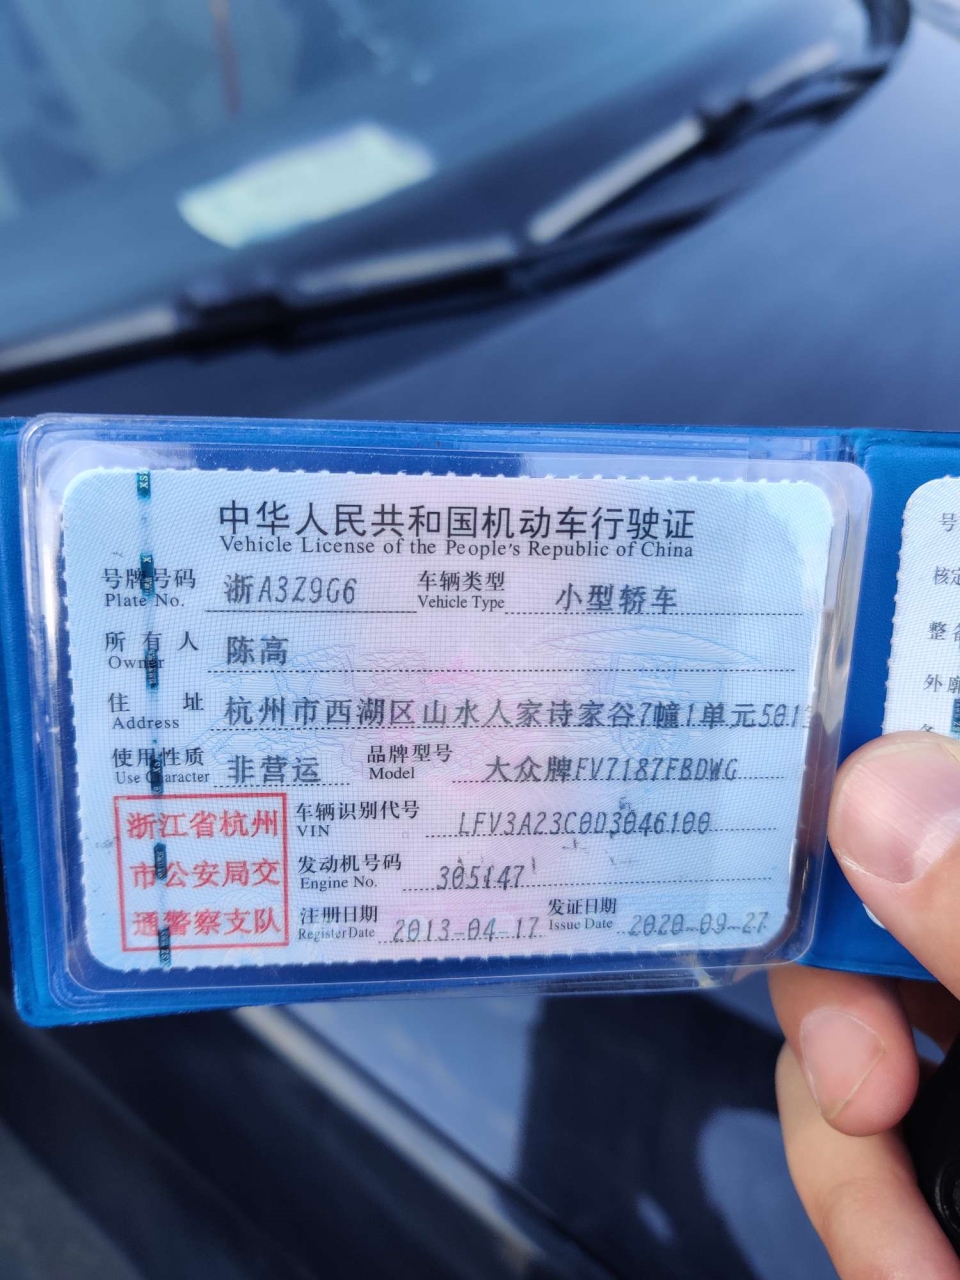 中华人民共和国机动车行驶证
Vehicle License of the People's Republic of China
号牌号码 浙A3Z9G6 车辆类型 小型轿车
Plate No. Vehicle Type
所有人 陈高
Owner
住址 杭州市西湖区山水人家诗家谷7幢1单元501
Address
使用性质 非营运 品牌型号 大众牌FV7187FBDWG
Use Character Model
浙江省杭州
市公安局交
通警察支队
车辆识别代号 LFV3A23C0D3046100
VIN
发动机号码 305147
Engine No.
注册日期 2013-04-17 发证日期 2020-09-27
Register Date Issue Date
号
核定
整备
外廓